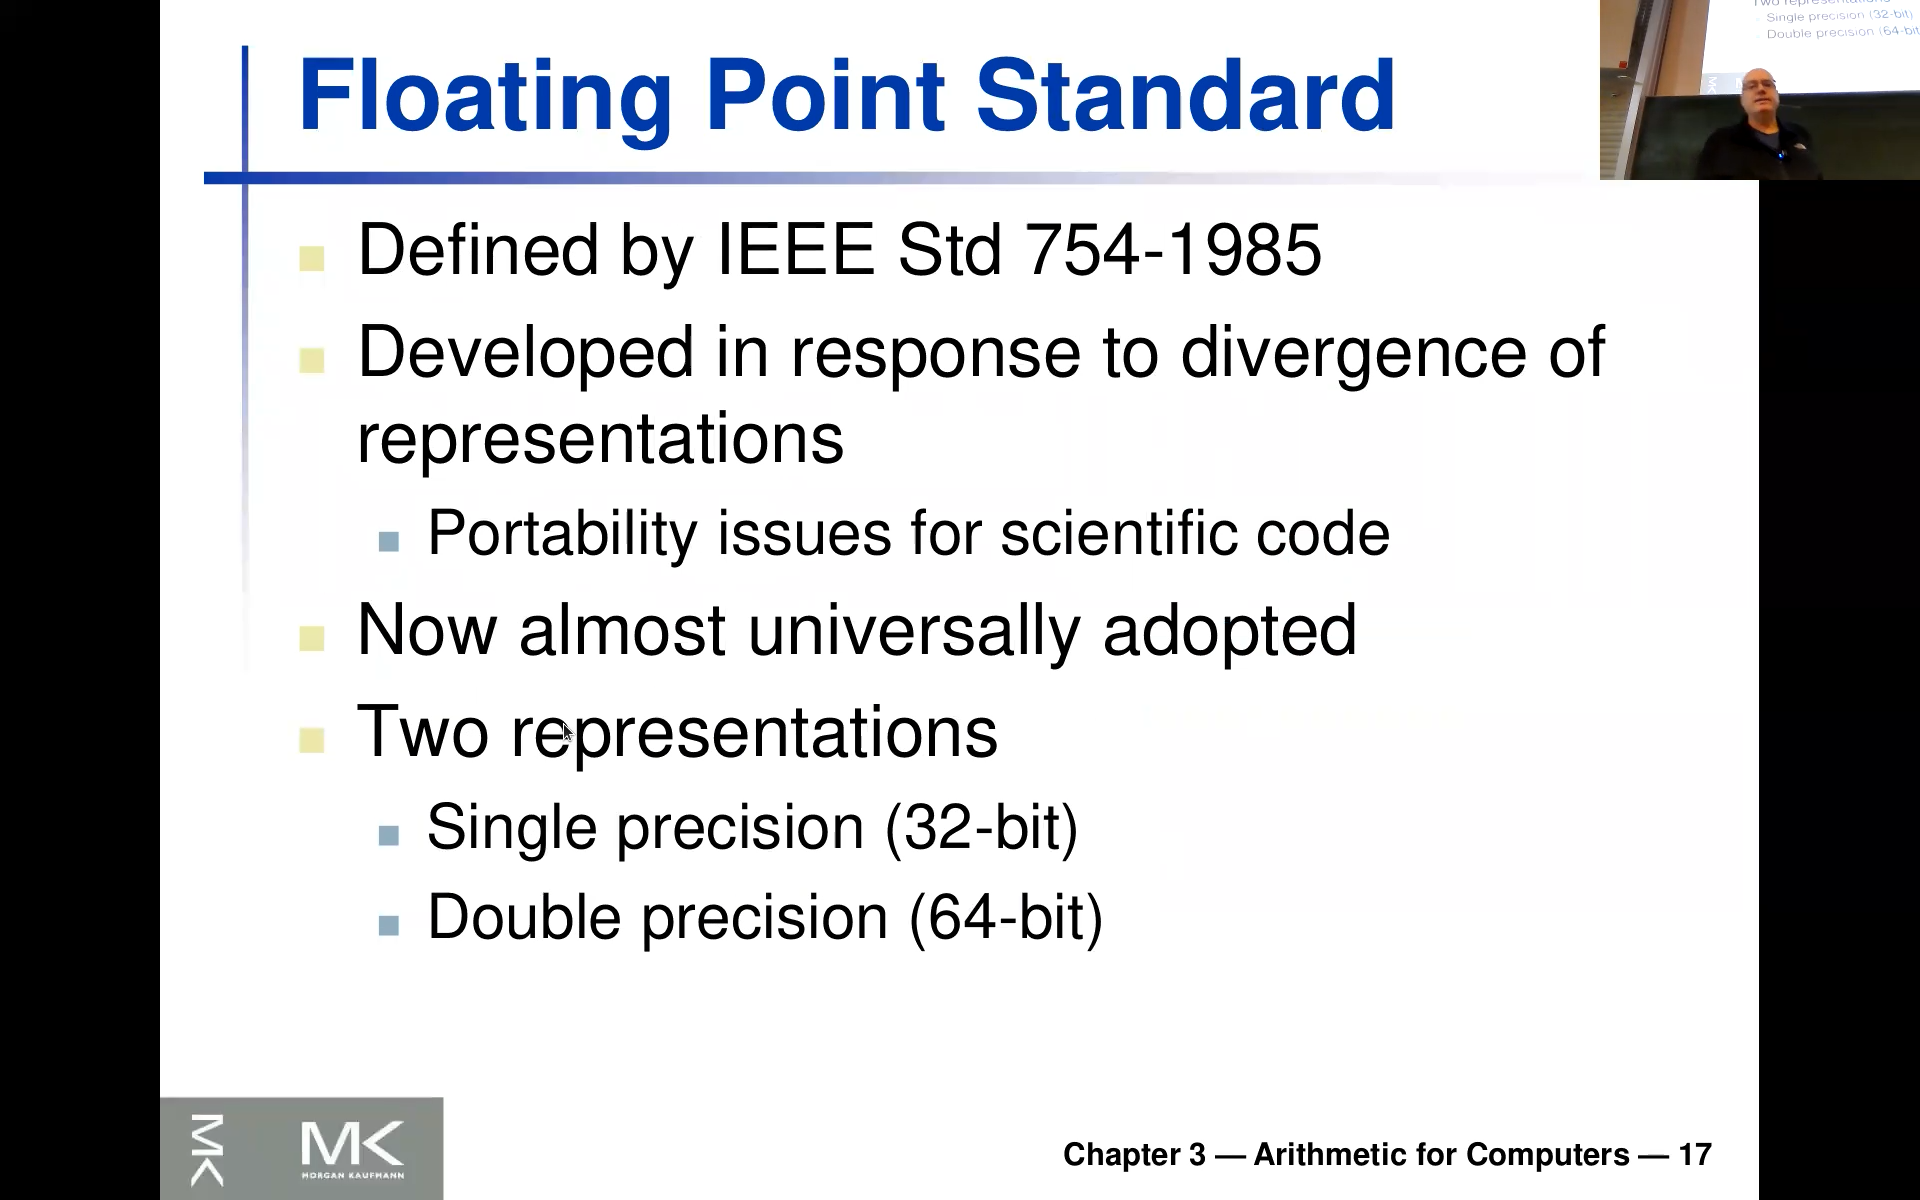 Floating Point Standard
Defined by IEEE Std 754-1985
Developed in response to divergence of
representations
Portability issues for scientific code
Now almost universally adopted
Two representations
Single precision (32-bit)
Double precision (64-bit)
MK
MK
MORGAN KAUFMANN
Chapter 3 — Arithmetic for Computers — 17
Two representations
Single precision (32-bit)
Double precision (64-bit